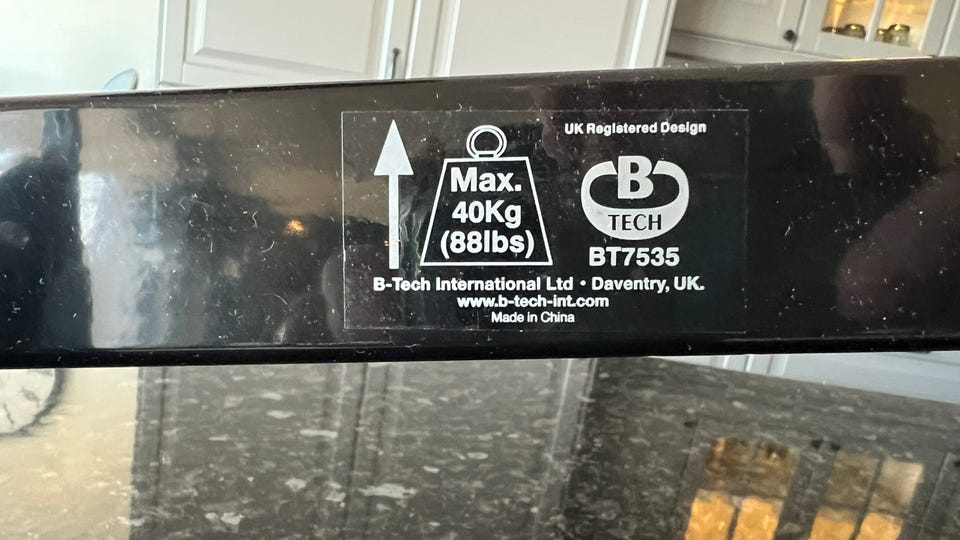 UK Registered Design
Max.
40Kg
(88lbs)
B
TECH
BT7535
B-Tech International Ltd • Daventry, UK.
www.b-tech-int.com
Made in China